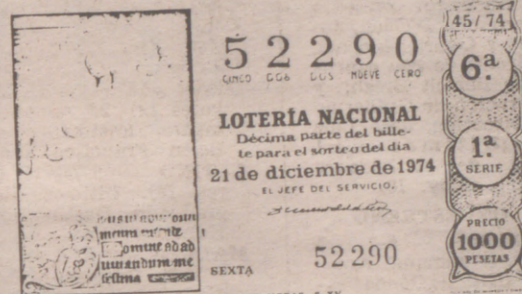 45/74
52290
CINCO DOS DOS NUEVE CERO
6.ª
LOTERÍA NACIONAL
Décima parte del bille-
te para el sorteo del día
21 de diciembre de 1974
EL JEFE DEL SERVICIO,
1.ª
SERIE
SEXTA
52290
PRECIO
1000
PESETAS